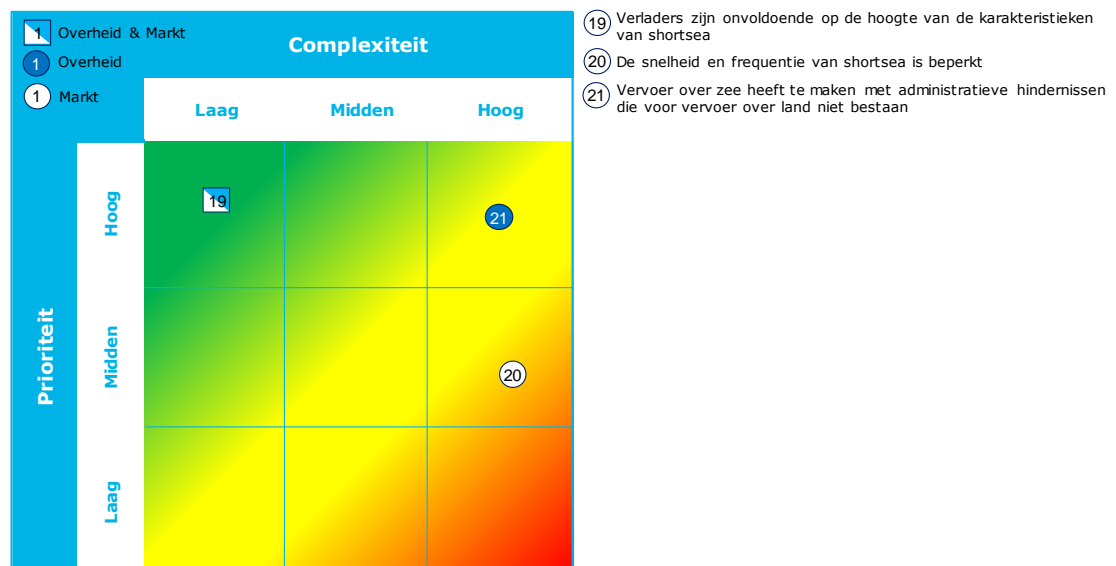 1 Overheid & Markt
1 Overheid
1 Markt
Complexiteit
Laag Midden Hoog
Prioriteit
Hoog
Midden
Laag
19
21
20
19 Verladers zijn onvoldoende op de hoogte van de karakteristieken
van shortsea
20 De snelheid en frequentie van shortsea is beperkt
21 Vervoer over zee heeft te maken met administratieve hindernissen
die voor vervoer over land niet bestaan